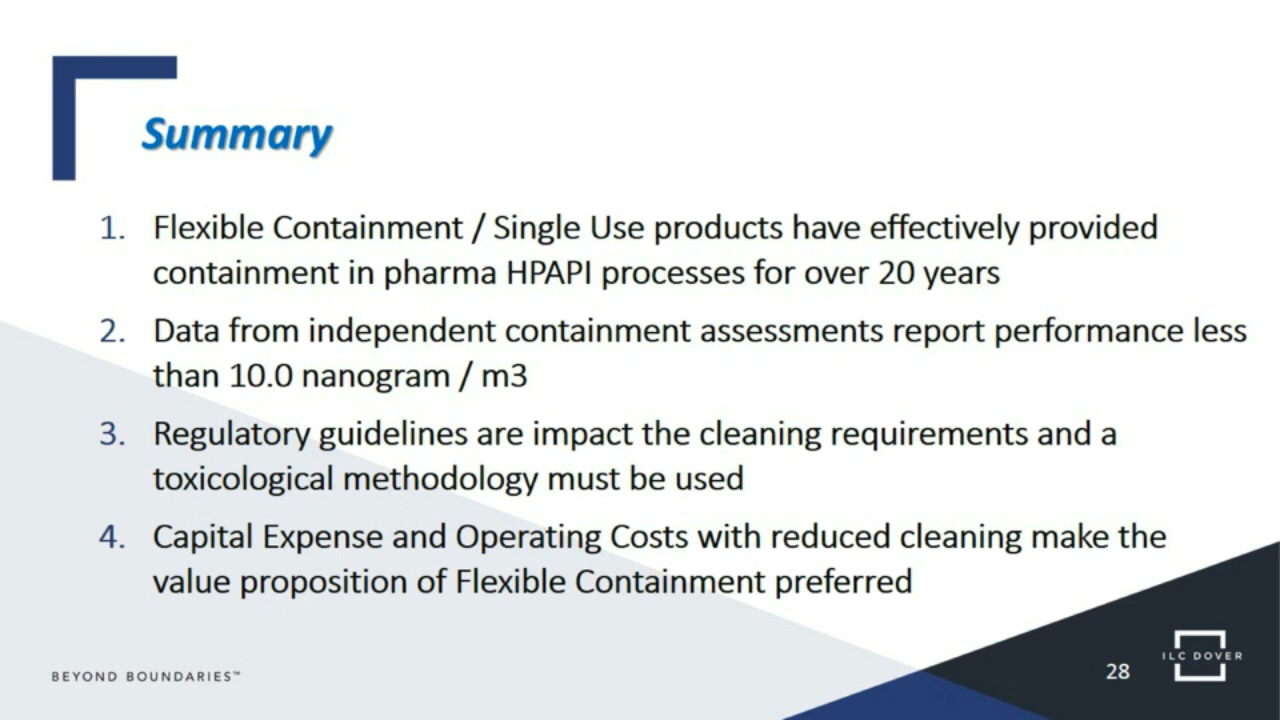 Summary
1. Flexible Containment / Single Use products have effectively provided
containment in pharma HPAPI processes for over 20 years
2. Data from independent containment assessments report performance less
than 10.0 nanogram / m3
3. Regulatory guidelines are impact the cleaning requirements and a
toxicological methodology must be used
4. Capital Expense and Operating Costs with reduced cleaning make the
value proposition of Flexible Containment preferred
BEYOND BOUNDARIES™
28
ILC DOVER